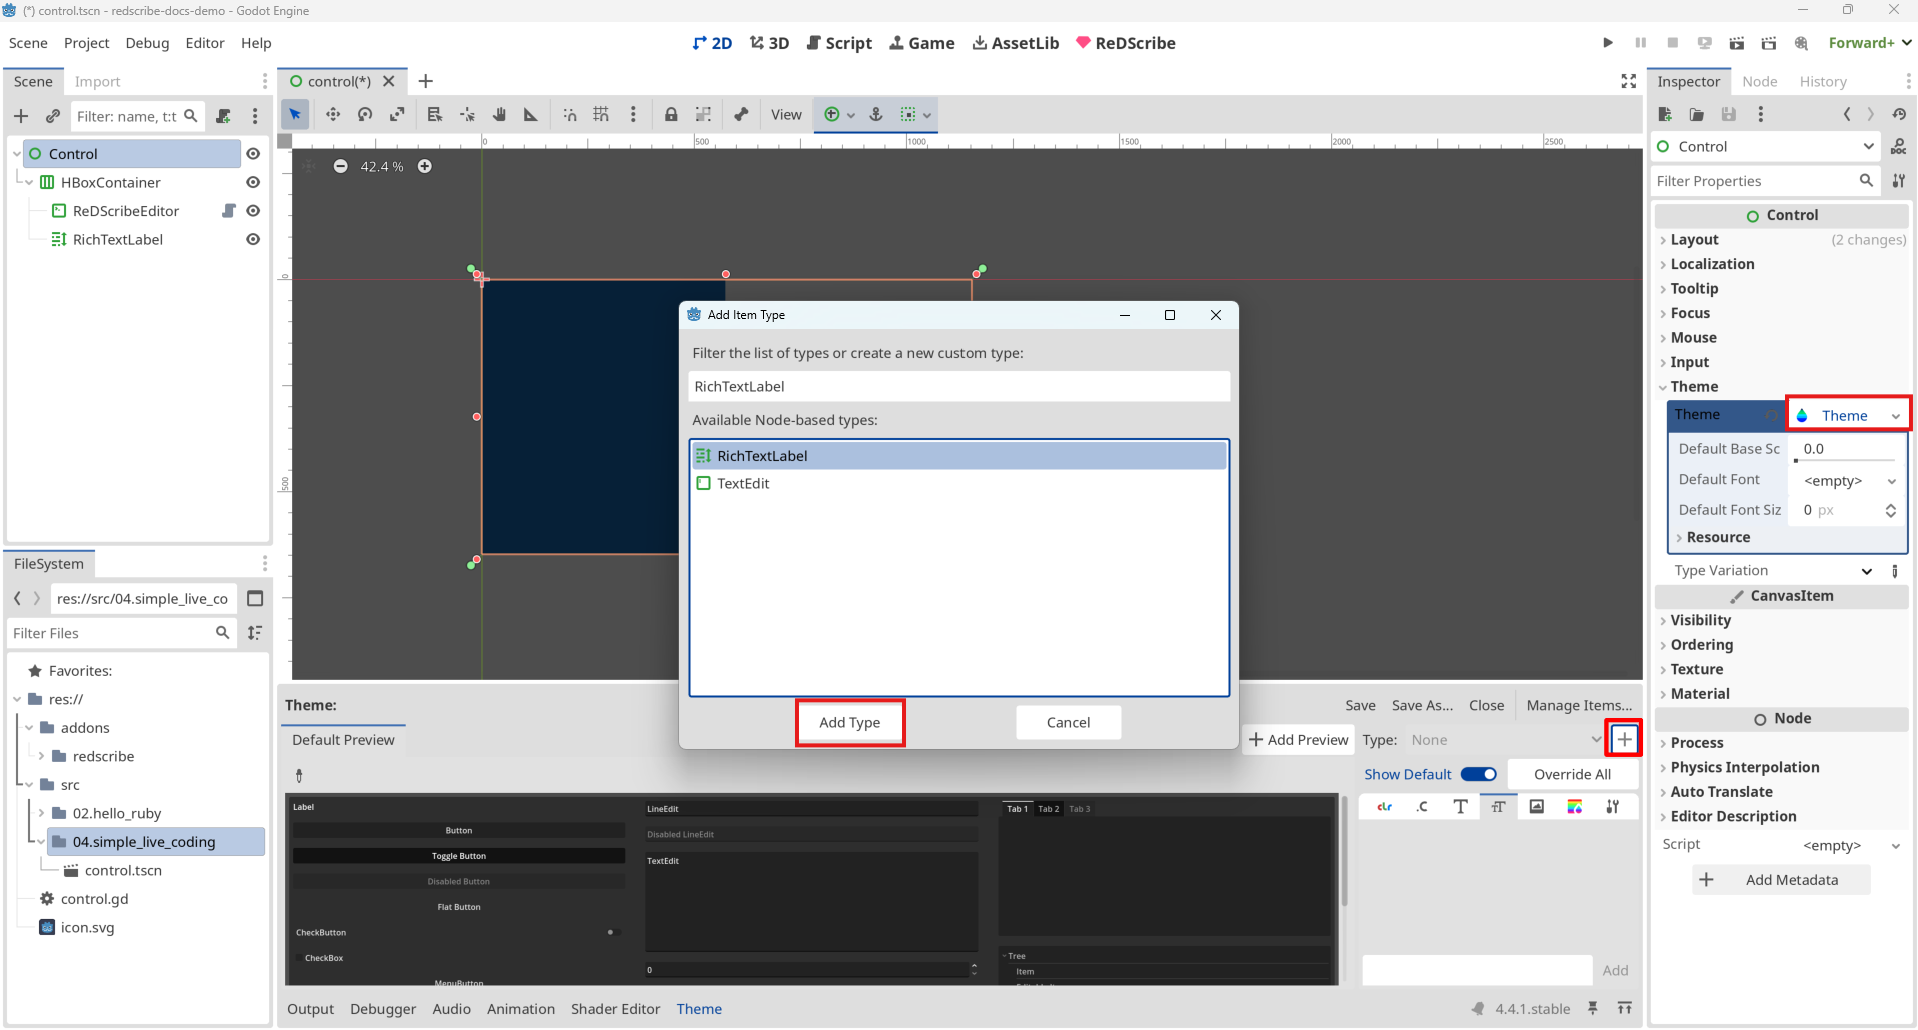 (*) control.tscn - redscribe-docs-demo - Godot Engine
Scene Project Debug Editor Help
2D 3D Script Game AssetLib ReDScribe
Forward+
Scene Import
Filter: name, t:t
Control
HBoxContainer
ReDScribeEditor
RichTextLabel
FileSystem
res://src/04.simple_live_co
Filter Files
Favorites:
res://
addons
redscribe
src
02.hello_ruby
04.simple_live_coding
control.tscn
control.gd
icon.svg
control(*)
View
0 500 1000 1500 2000 2500
42.4 %
0
500
Add Item Type
Filter the list of types or create a new custom type:
RichTextLabel
Available Node-based types:
RichTextLabel
TextEdit
Add Type Cancel
Theme:
Save Save As... Close Manage Items...
Default Preview
Add Preview Type: None
Show Default Override All
Label
Button
Toggle Button
Disabled Button
Flat Button
CheckButton
CheckBox
MenuButton
LineEdit
Disabled LineEdit
TextEdit
0
Tab 1 Tab 2 Tab 3
Tree
Item
Add
Output Debugger Audio Animation Shader Editor Theme
4.4.1.stable
Inspector Node History
Control
DOC
Filter Properties
Control
Layout (2 changes)
Localization
Tooltip
Focus
Mouse
Input
Theme
Theme Theme
Default Base Sc 0.0
Default Font <empty>
Default Font Siz 0 px
Resource
Type Variation
CanvasItem
Visibility
Ordering
Texture
Material
Node
Process
Physics Interpolation
Auto Translate
Editor Description
Script <empty>
Add Metadata